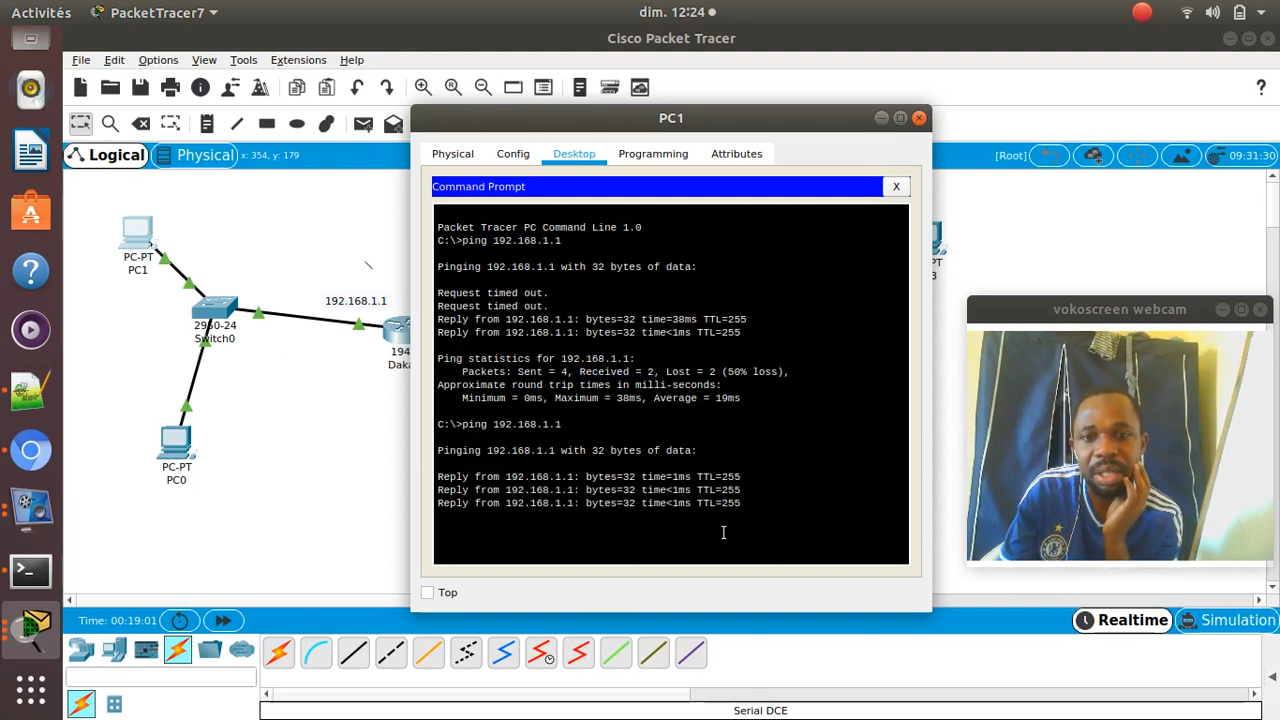 Activités
PacketTracer7
dim. 12:24
Cisco Packet Tracer
File Edit Options View Tools Extensions Help
?
PC1
Logical
Physical
x: 354, y: 179
[Root]
09:31:30
Physical Config Desktop Programming Attributes
Command Prompt
X
Packet Tracer PC Command Line 1.0
C:\>ping 192.168.1.1
Pinging 192.168.1.1 with 32 bytes of data:
Request timed out.
Request timed out.
Reply from 192.168.1.1: bytes=32 time=38ms TTL=255
Reply from 192.168.1.1: bytes=32 time<1ms TTL=255
Ping statistics for 192.168.1.1:
Packets: Sent = 4, Received = 2, Lost = 2 (50% loss),
Approximate round trip times in milli-seconds:
Minimum = 0ms, Maximum = 38ms, Average = 19ms
C:\>ping 192.168.1.1
Pinging 192.168.1.1 with 32 bytes of data:
Reply from 192.168.1.1: bytes=32 time=1ms TTL=255
Reply from 192.168.1.1: bytes=32 time<1ms TTL=255
Reply from 192.168.1.1: bytes=32 time<1ms TTL=255
Top
PC-PT
PC1
192.168.1.1
2950-24
Switch0
194
Daka
PC-PT
PC0
T
3
vokoscreen webcam
Time: 00:19:01
Realtime
Simulation
Serial DCE